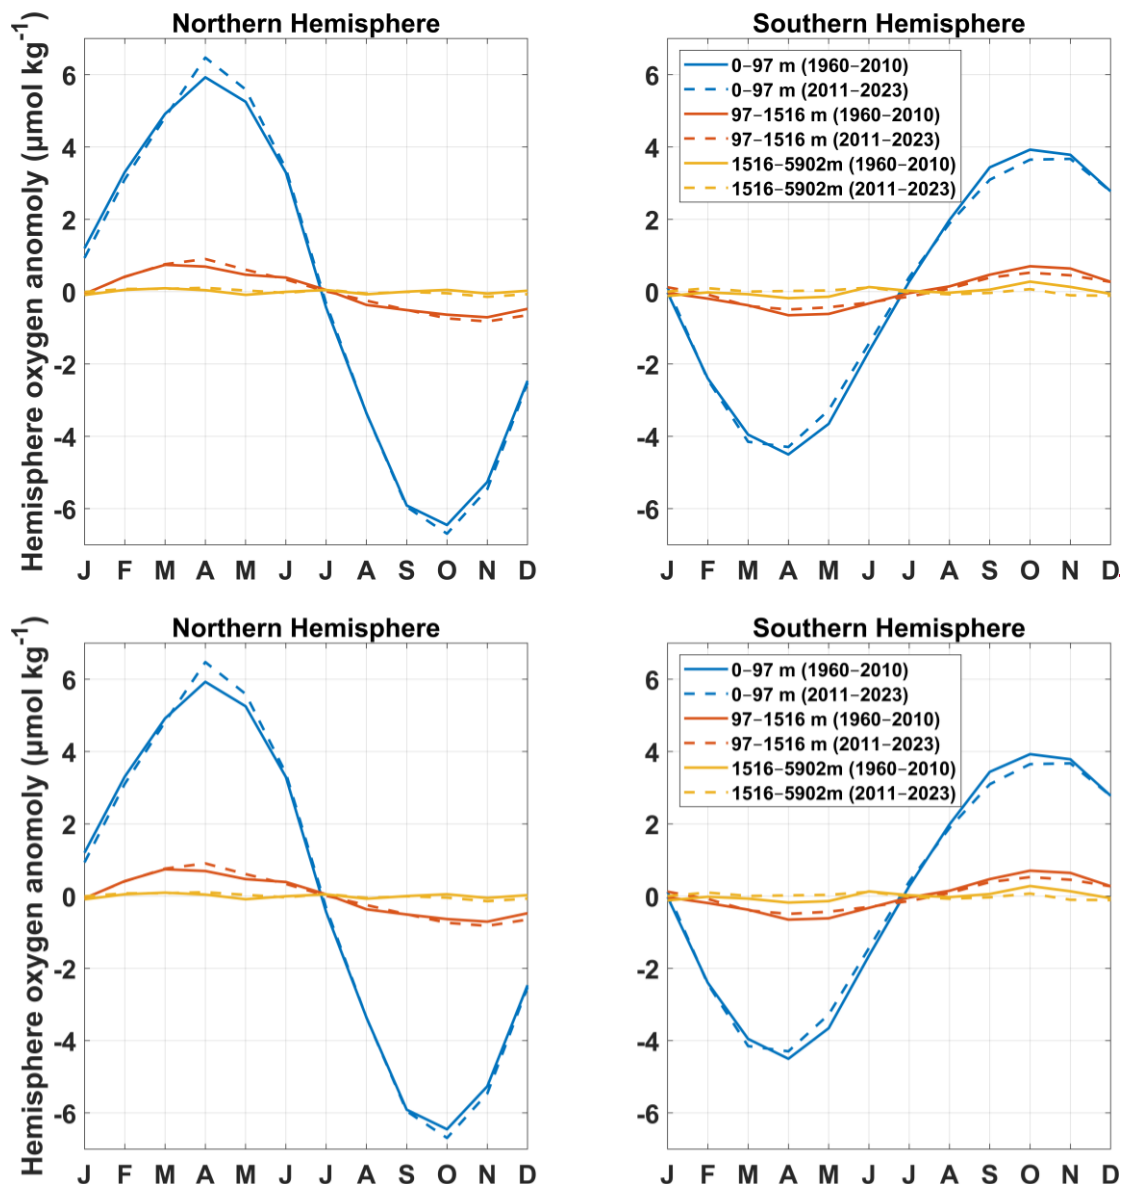 Northern Hemisphere
Hemisphere oxygen anomoly (μmol kg⁻¹)
6
4
2
0
-2
-4
-6
J F M A M J J A S O N D
Southern Hemisphere
0−97 m (1960−2010)
0−97 m (2011−2023)
97−1516 m (1960−2010)
97−1516 m (2011−2023)
1516−5902m (1960−2010)
1516−5902m (2011−2023)
6
4
2
0
-2
-4
-6
J F M A M J J A S O N D
Northern Hemisphere
Hemisphere oxygen anomoly (μmol kg⁻¹)
6
4
2
0
-2
-4
-6
J F M A M J J A S O N D
Southern Hemisphere
0−97 m (1960−2010)
0−97 m (2011−2023)
97−1516 m (1960−2010)
97−1516 m (2011−2023)
1516−5902m (1960−2010)
1516−5902m (2011−2023)
6
4
2
0
-2
-4
-6
J F M A M J J A S O N D